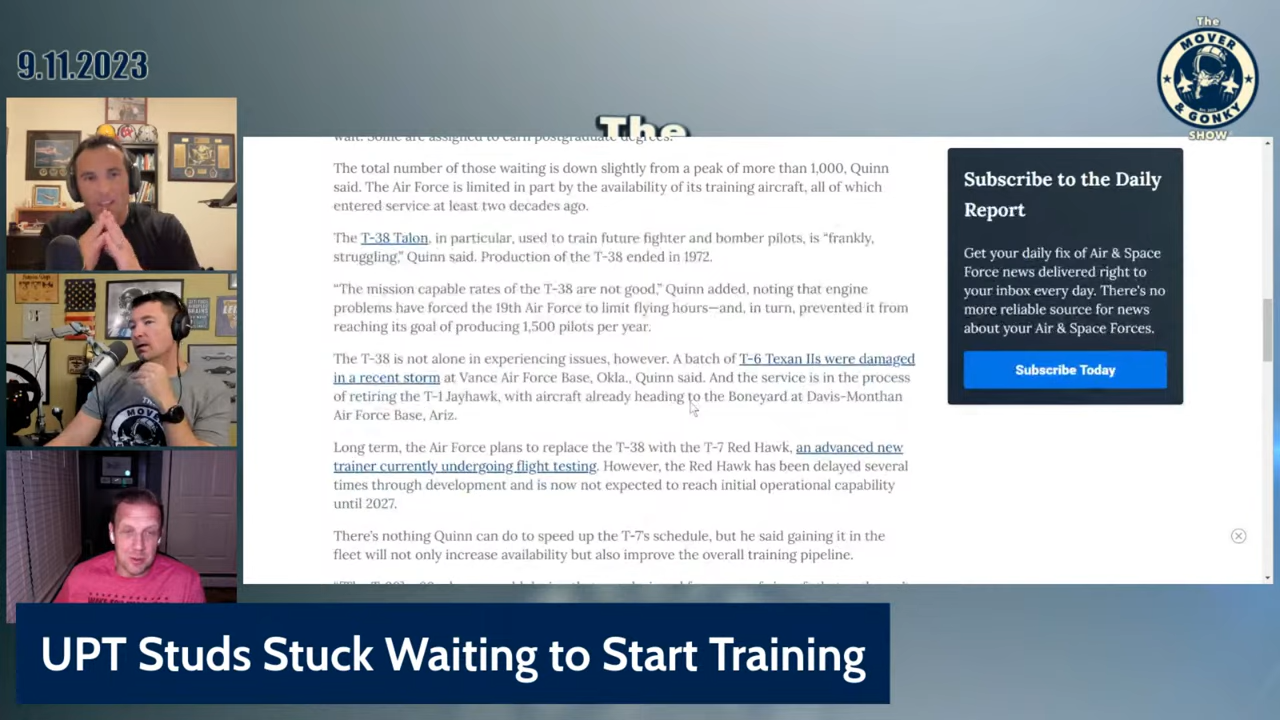 9.11.2023
The
MOVER
& GONKY
SHOW
The
wait. Some are assigned to earn postgraduate degrees.
The total number of those waiting is down slightly from a peak of more than 1,000, Quinn
said. The Air Force is limited in part by the availability of its training aircraft, all of which
entered service at least two decades ago.
The T-38 Talon, in particular, used to train future fighter and bomber pilots, is “frankly,
struggling,” Quinn said. Production of the T-38 ended in 1972.
“The mission capable rates of the T-38 are not good,” Quinn added, noting that engine
problems have forced the 19th Air Force to limit flying hours—and, in turn, prevented it from
reaching its goal of producing 1,500 pilots per year.
The T-38 is not alone in experiencing issues, however. A batch of T-6 Texan IIs were damaged
in a recent storm at Vance Air Force Base, Okla., Quinn said. And the service is in the process
of retiring the T-1 Jayhawk, with aircraft already heading to the Boneyard at Davis-Monthan
Air Force Base, Ariz.
Long term, the Air Force plans to replace the T-38 with the T-7 Red Hawk, an advanced new
trainer currently undergoing flight testing. However, the Red Hawk has been delayed several
times through development and is now not expected to reach initial operational capability
until 2027.
There’s nothing Quinn can do to speed up the T-7’s schedule, but he said gaining it in the
fleet will not only increase availability but also improve the overall training pipeline.
Subscribe to the Daily
Report
Get your daily fix of Air & Space
Force news delivered right to
your inbox every day. There's no
more reliable source for news
about your Air & Space Forces.
Subscribe Today
MOVER
UPT Studs Stuck Waiting to Start Training